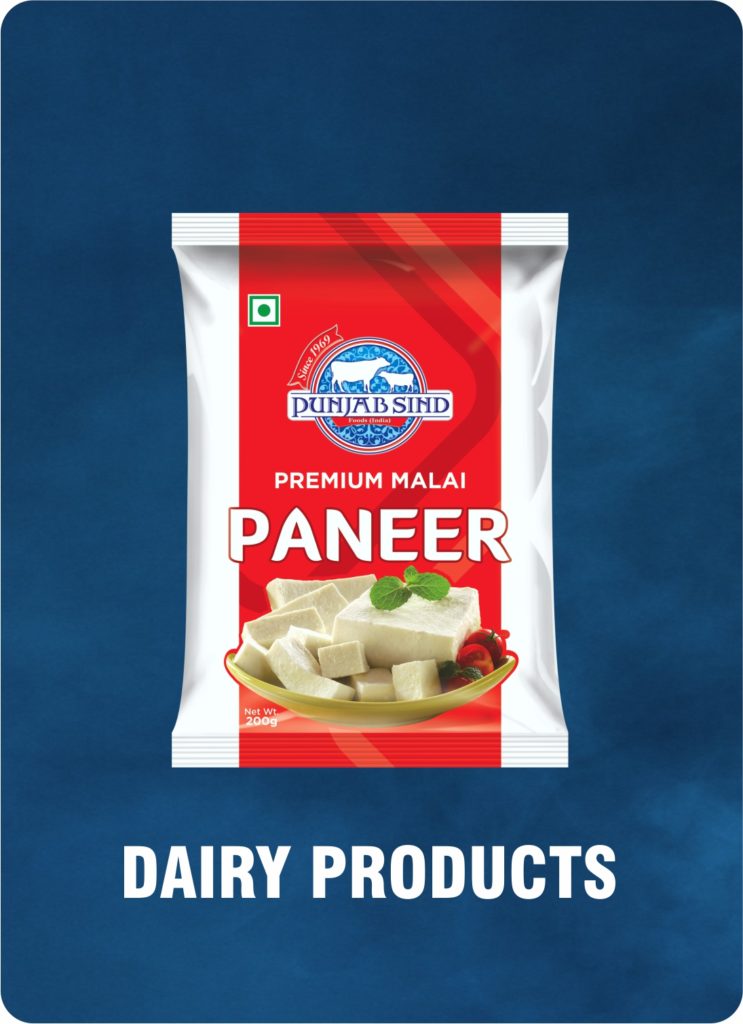 Since 1969
PUNJAB SIND
Foods (India)
PREMIUM MALAI
PANEER
Net Wt.
200g
DAIRY PRODUCTS